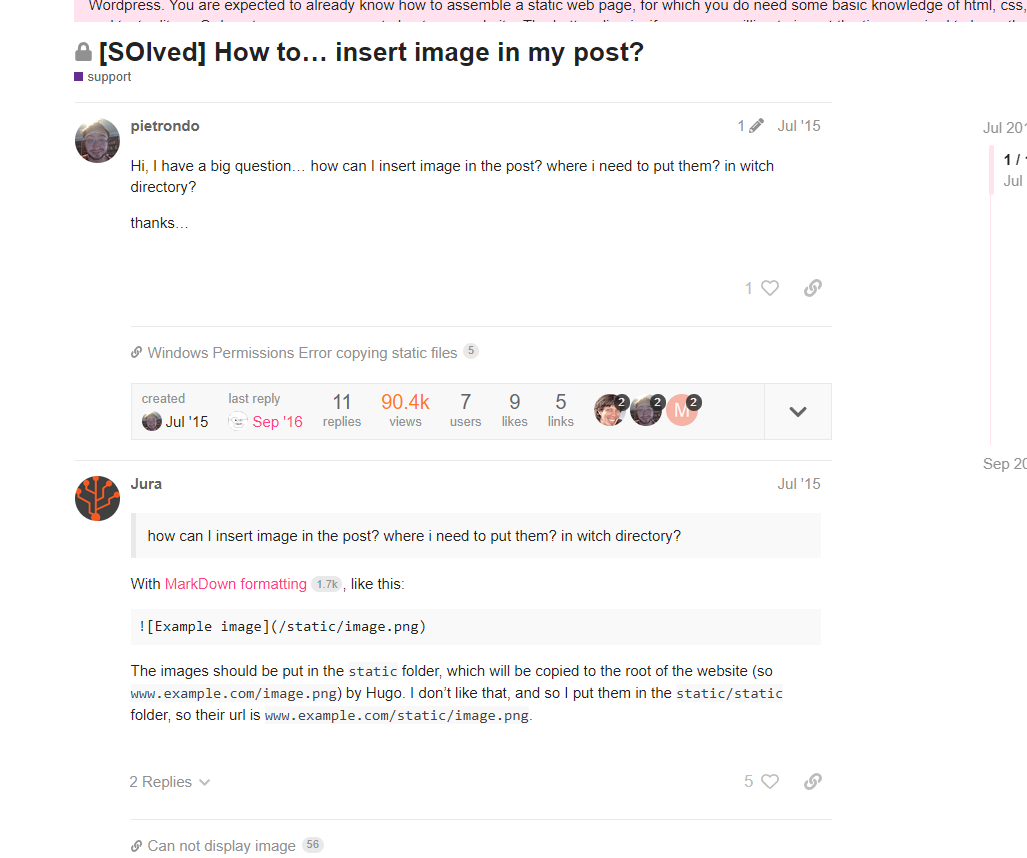 Wordpress. You are expected to already know how to assemble a static web page, for which you do need some basic knowledge of html, css,
[SOlved] How to… insert image in my post?
support
pietrondo
1 Jul '15
Hi, I have a big question… how can I insert image in the post? where i need to put them? in witch
directory?
thanks…
1
Windows Permissions Error copying static files 5
created
Jul '15
last reply
Sep '16
11
replies
90.4k
views
7
users
9
likes
5
links
2
2
M 2
Jura
Jul '15
how can I insert image in the post? where i need to put them? in witch directory?
With MarkDown formatting 1.7k , like this:
![Example image](/static/image.png)
The images should be put in the static folder, which will be copied to the root of the website (so
www.example.com/image.png) by Hugo. I don’t like that, and so I put them in the static/static
folder, so their url is www.example.com/static/image.png.
2 Replies
5
Can not display image 56
Jul 201
1 /
Jul
Sep 20